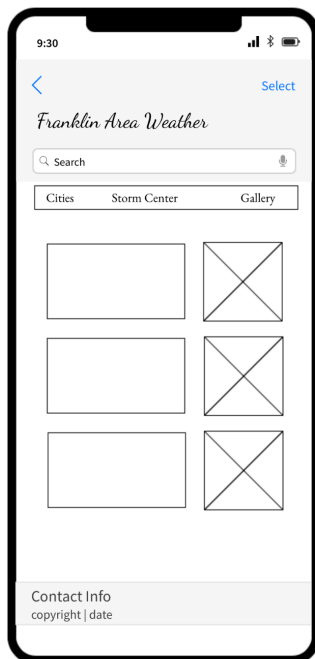 9:30
Select
Franklin Area Weather
Search
Cities Storm Center Gallery
Contact Info
copyright | date